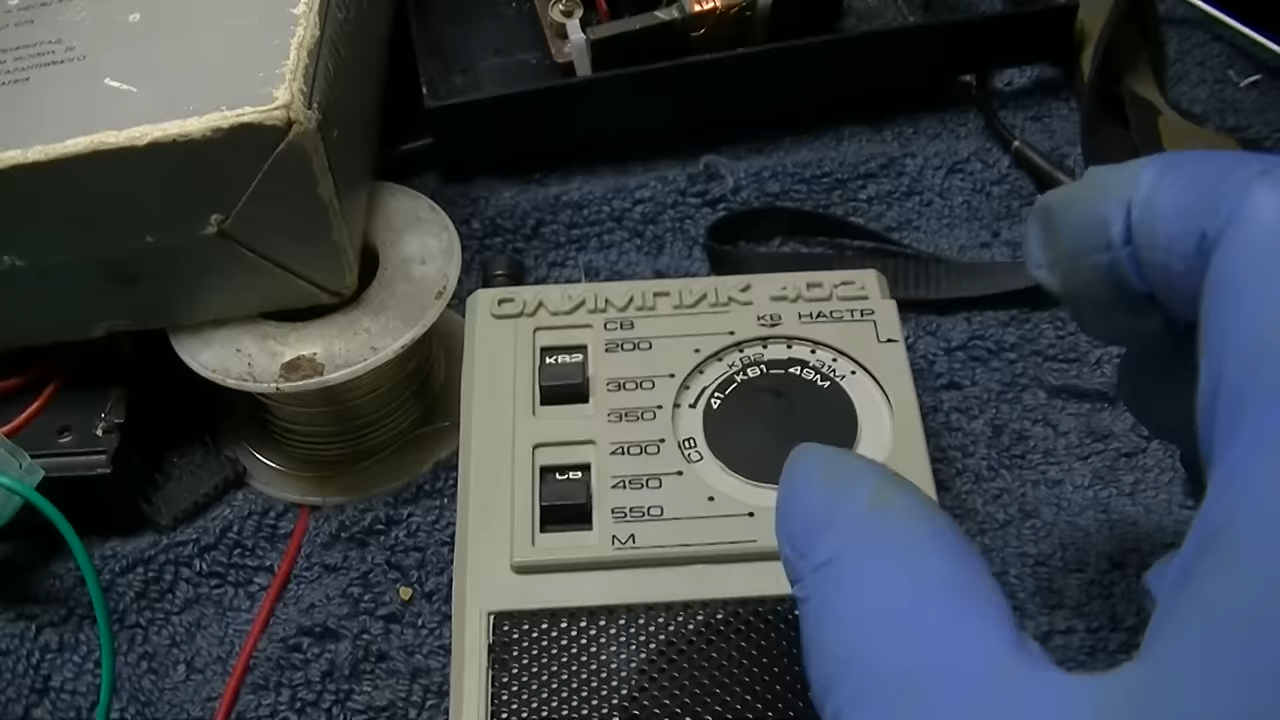 ОЛИМПИК 402
СВ
КВ
НАСТР
КВ2
200
300
350
400
450
550
М
СВ
КВ2
31М
41—КВ1—49М
СВ